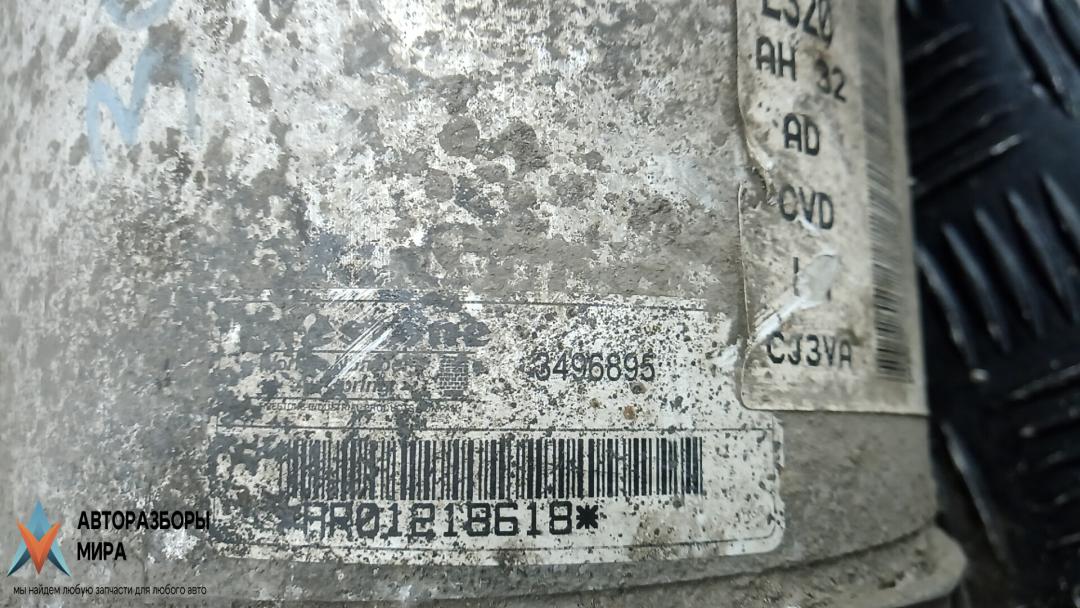 L320
AH 32
AD
CVD
CJ3VA
3496895
AR01218618*
АВТОРАЗБОРЫ
МИРА
мы найдем любую запчасти для любого авто